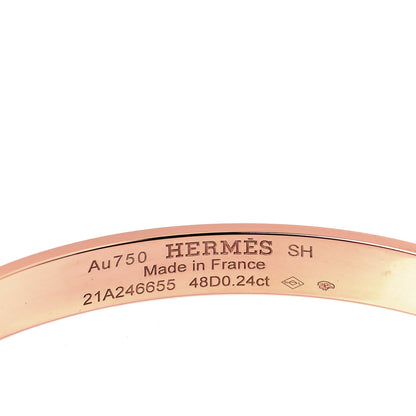 Au750 HERMÈS SH
Made in France
21A246655 48D0.24ct